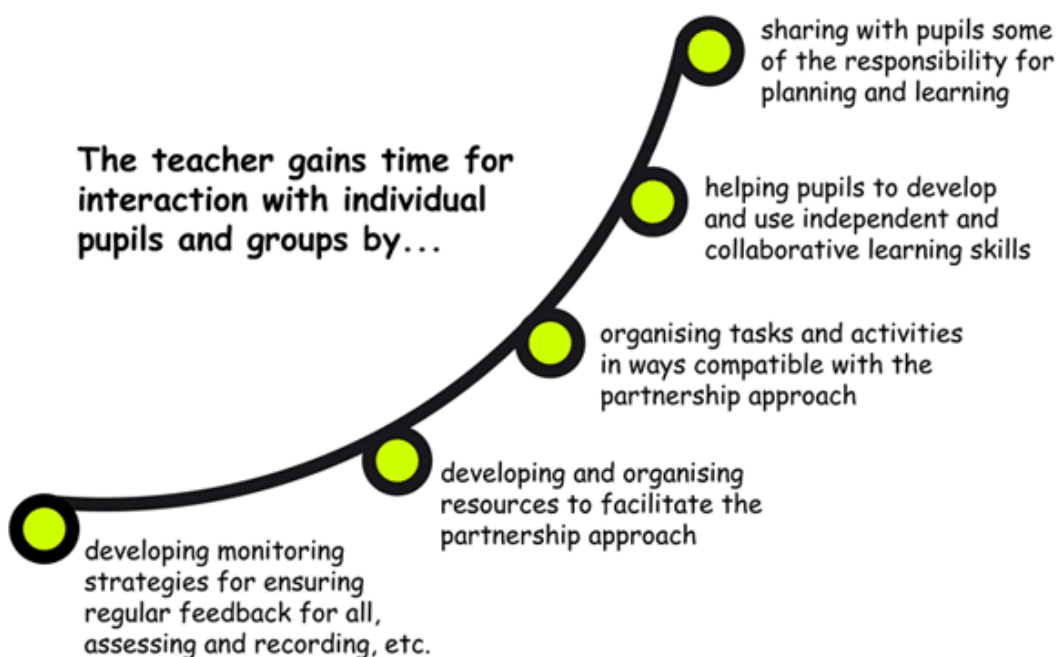 The teacher gains time for
interaction with individual
pupils and groups by...
sharing with pupils some
of the responsibility for
planning and learning
helping pupils to develop
and use independent and
collaborative learning skills
organising tasks and activities
in ways compatible with the
partnership approach
developing and organising
resources to facilitate the
partnership approach
developing monitoring
strategies for ensuring
regular feedback for all,
assessing and recording, etc.